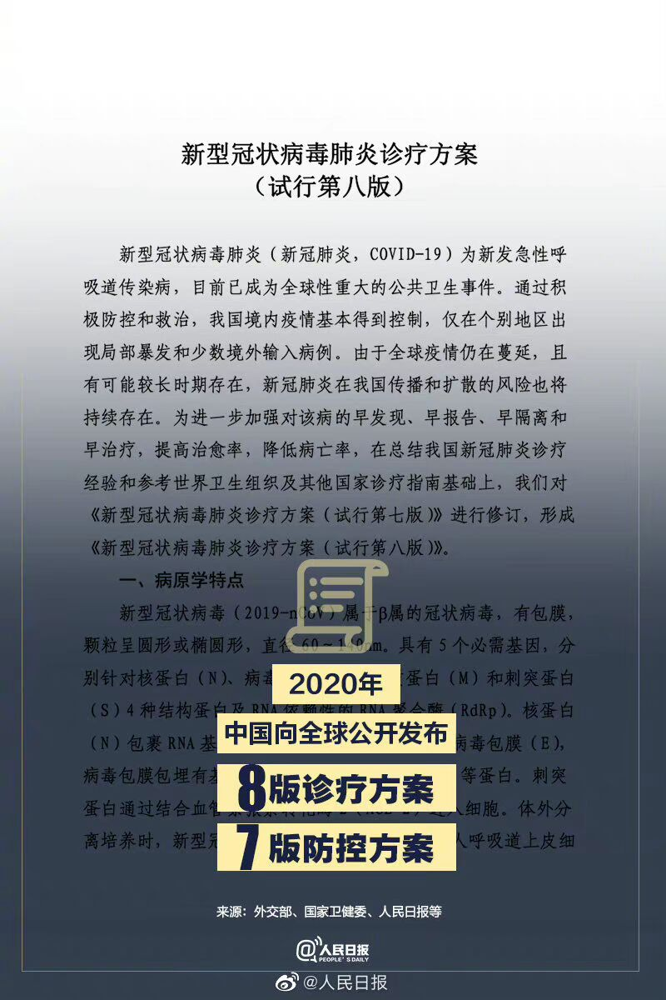 新型冠状病毒肺炎诊疗方案
（试行第八版）
新型冠状病毒肺炎（新冠肺炎，COVID-19）为新发急性呼
吸道传染病，目前已成为全球性重大的公共卫生事件。通过积
极防控和救治，我国境内疫情基本得到控制，仅在个别地区出
现局部暴发和少数境外输入病例。由于全球疫情仍在蔓延，且
有可能较长时期存在，新冠肺炎在我国传播和扩散的风险也将
持续存在。为进一步加强对该病的早发现、早报告、早隔离和
早治疗，提高治愈率，降低病亡率，在总结我国新冠肺炎诊疗
经验和参考世界卫生组织及其他国家诊疗指南基础上，我们对
《新型冠状病毒肺炎诊疗方案（试行第七版）》进行修订，形成
《新型冠状病毒肺炎诊疗方案（试行第八版）》。
一、病原学特点
新型冠状病毒（2019-nCoV）属于β属的冠状病毒，有包膜，
颗粒呈圆形或椭圆形，直径60～140nm。具有5个必需基因，分
别针对核蛋白（N）、病毒 蛋白（M）和刺突蛋白
（S）4种结构蛋白及RNA依赖性的RNA聚合酶（RdRp）。核蛋白
（N）包裹RNA 病毒包膜（E），
病毒包膜包埋有 等蛋白。刺突
蛋白通过结合血管 进入细胞。体外分
离培养时，新型 人呼吸道上皮细
2020年
中国向全球公开发布
8版诊疗方案
7版防控方案
来源：外交部、国家卫健委、人民日报等
@人民日报
PEOPLE'S DAILY
@人民日报